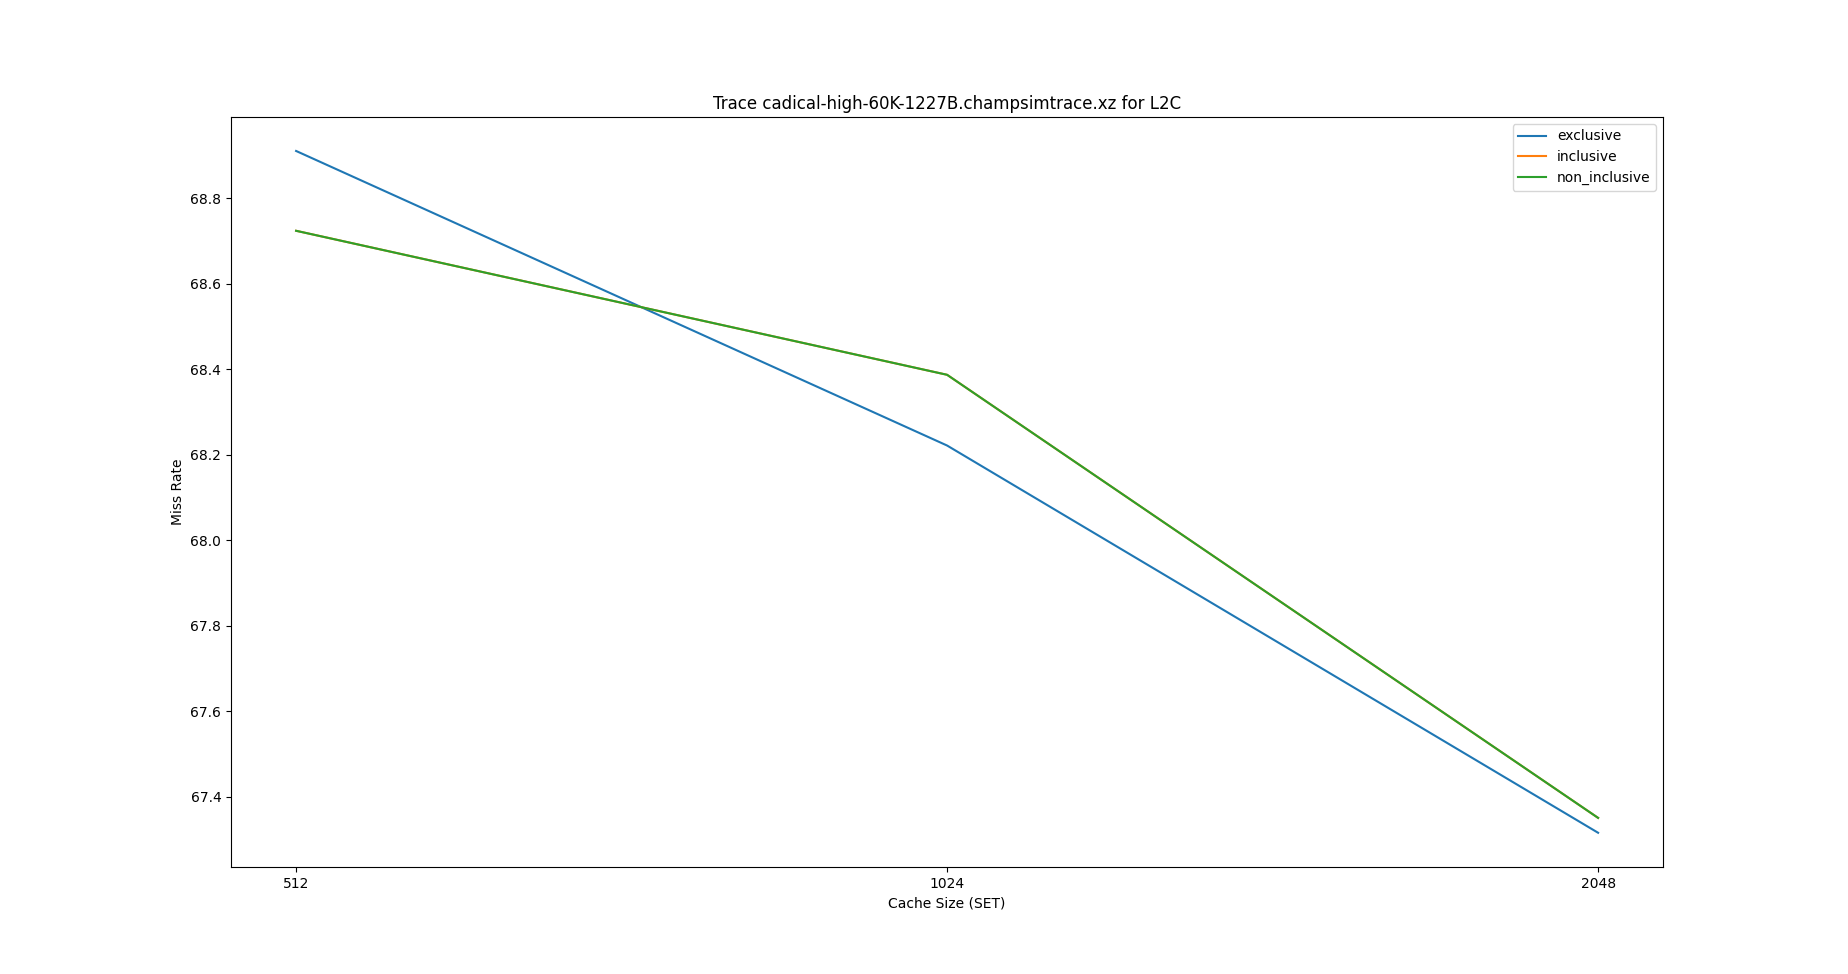 Trace cadical-high-60K-1227B.champsimtrace.xz for L2C
exclusive
inclusive
non_inclusive
68.8
68.6
68.4
68.2
68.0
67.8
67.6
67.4
Miss Rate
512
1024
2048
Cache Size (SET)